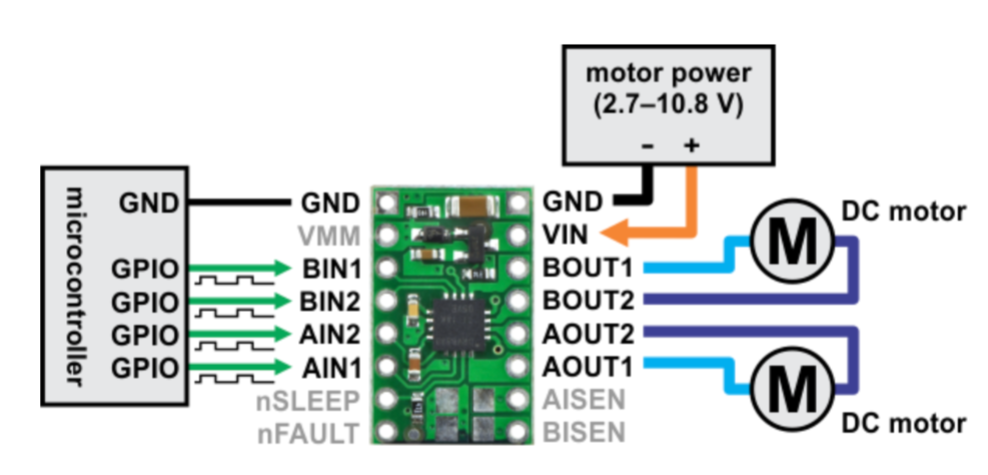 motor power
(2.7–10.8 V)
- +
microcontroller
GND
GPIO
GPIO
GPIO
GPIO
GND
VMM
BIN1
BIN2
AIN2
AIN1
nSLEEP
nFAULT
GND
VIN
BOUT1
BOUT2
AOUT2
AOUT1
AISEN
BISEN
M
DC motor
M
DC motor